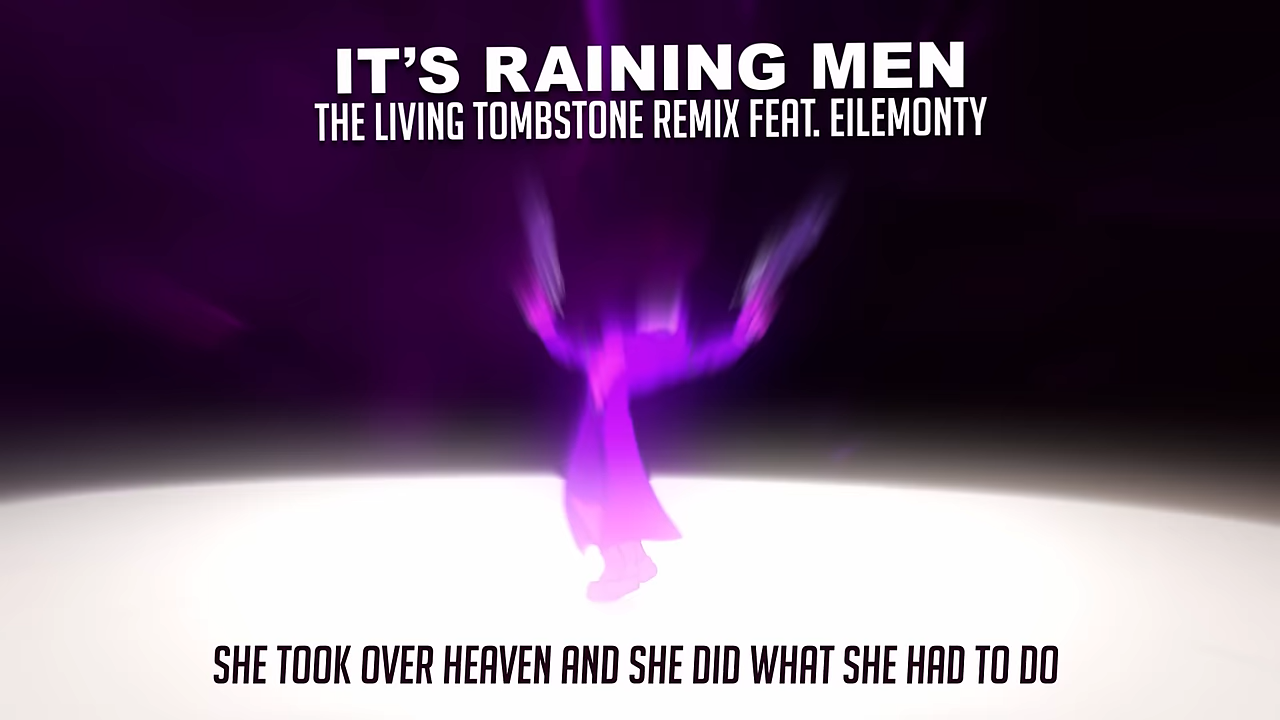 IT'S RAINING MEN
THE LIVING TOMBSTONE REMIX FEAT. EILEMONTY
SHE TOOK OVER HEAVEN AND SHE DID WHAT SHE HAD TO DO